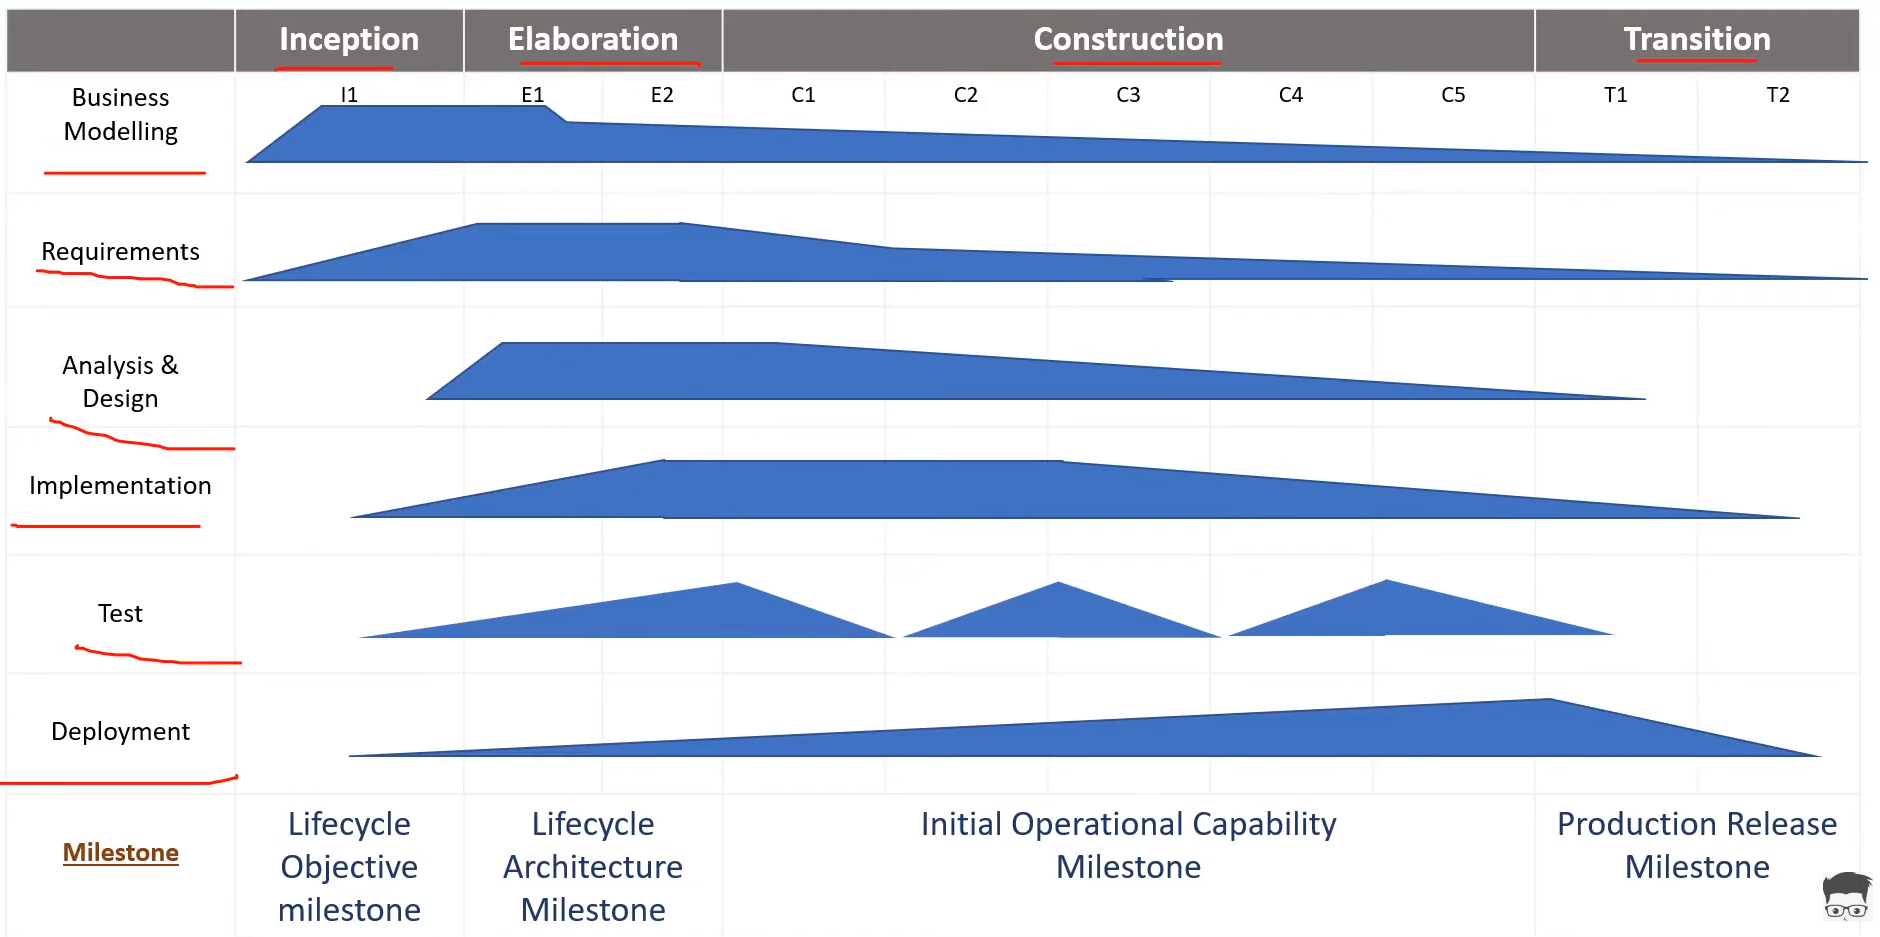 Inception
Elaboration
Construction
Transition
Business
Modelling
I1
E1
E2
C1
C2
C3
C4
C5
T1
T2
Requirements
Analysis &
Design
Implementation
Test
Deployment
Milestone
Lifecycle
Objective
milestone
Lifecycle
Architecture
Milestone
Initial Operational Capability
Milestone
Production Release
Milestone